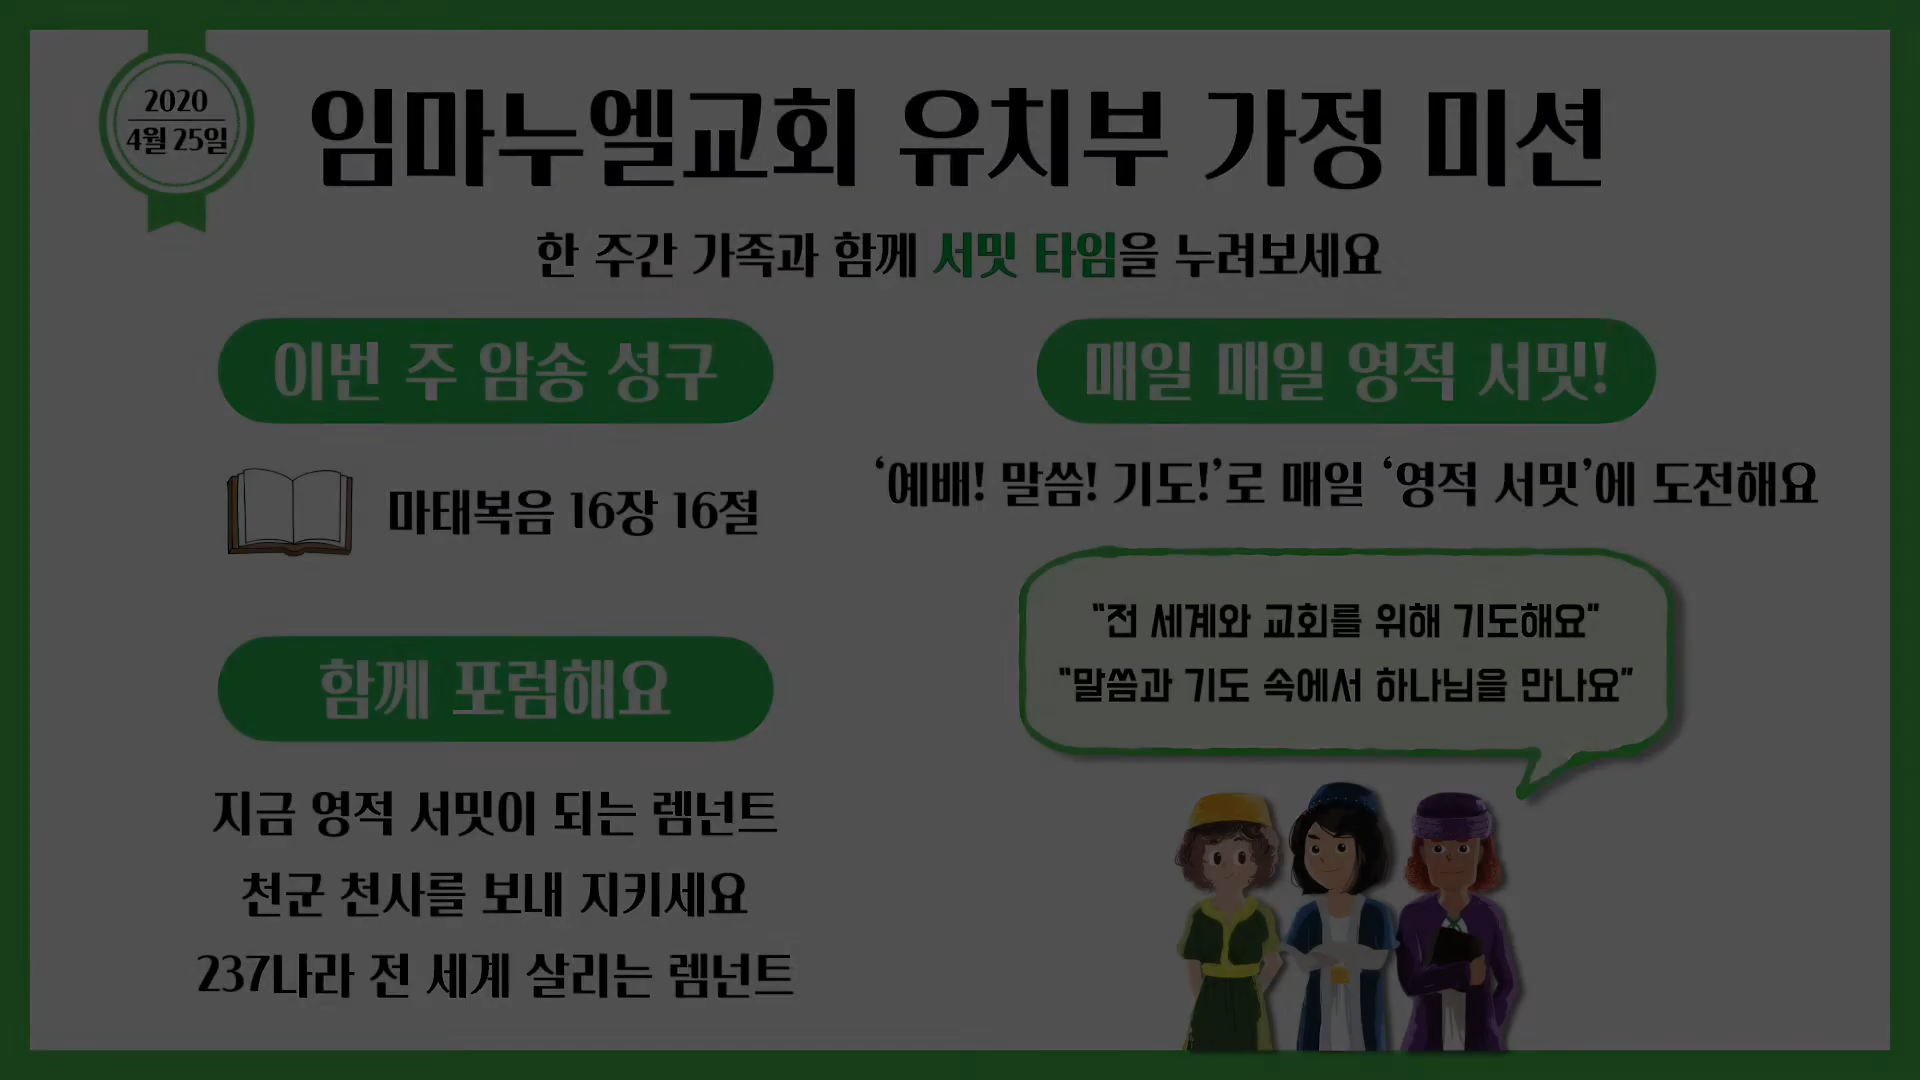 2020
4월 25일
임마누엘교회 유치부 가정 미션
한 주간 가족과 함께 서밋 타임을 누려보세요
이번 주 암송 성구
마태복음 16장 16절
함께 포럼해요
지금 영적 서밋이 되는 렘넌트
천군 천사를 보내 지키세요
237나라 전 세계 살리는 렘넌트
매일 매일 영적 서밋!
‘예배! 말씀! 기도!’로 매일 ‘영적 서밋’에 도전해요
“전 세계와 교회를 위해 기도해요”
“말씀과 기도 속에서 하나님을 만나요”